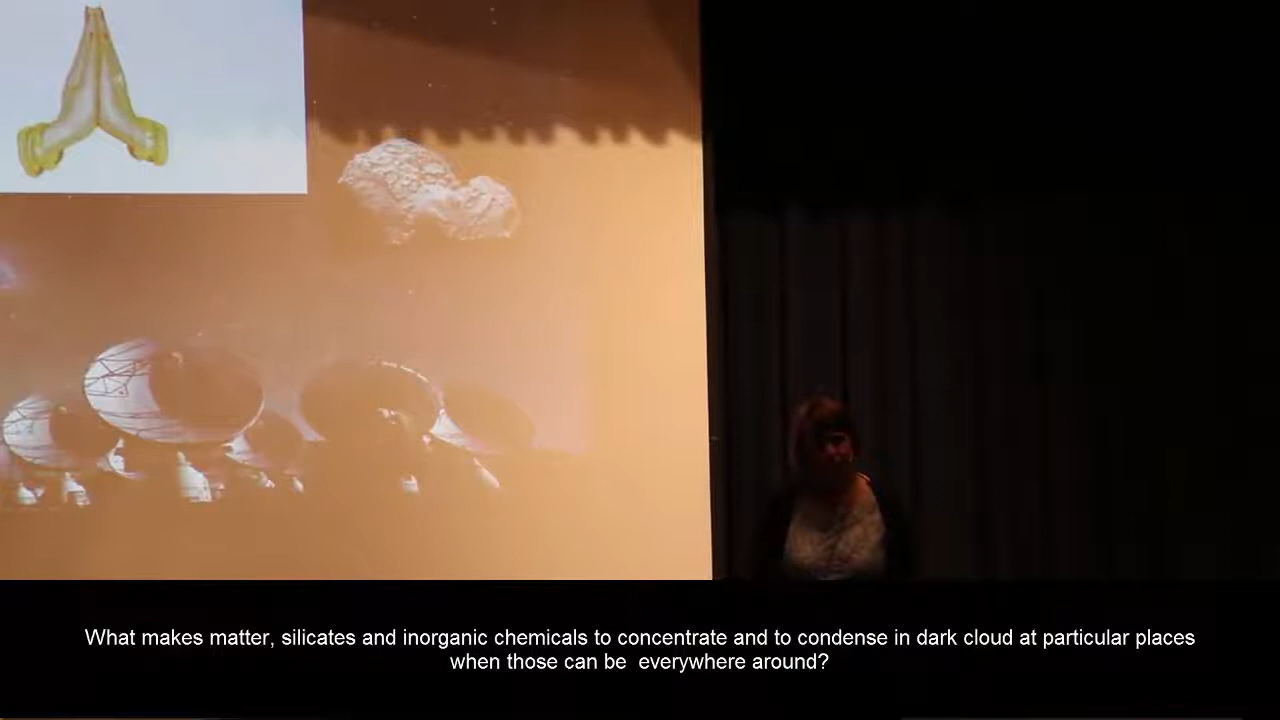 What makes matter, silicates and inorganic chemicals to concentrate and to condense in dark cloud at particular places
when those can be  everywhere around?